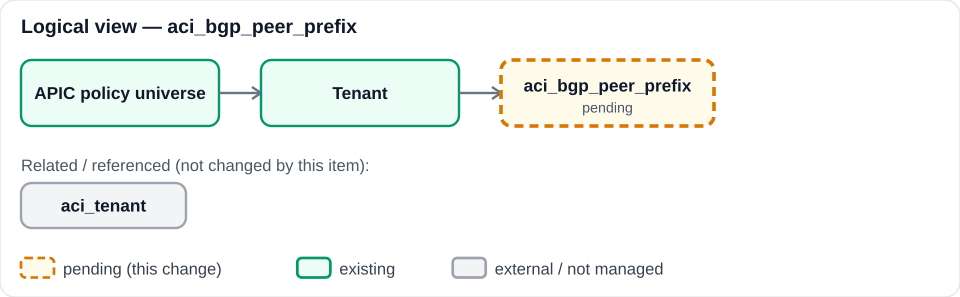 Logical view — aci_bgp_peer_prefix
APIC policy universe
Tenant
aci_bgp_peer_prefix
pending
Related / referenced (not changed by this item):
aci_tenant
pending (this change)
existing
external / not managed